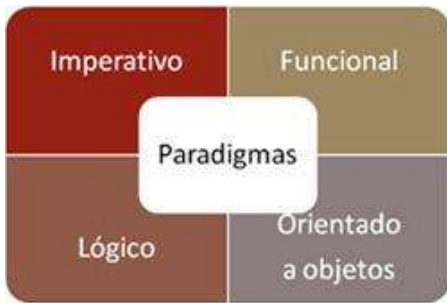 Imperativo
Funcional
Paradigmas
Lógico
Orientado
a objetos